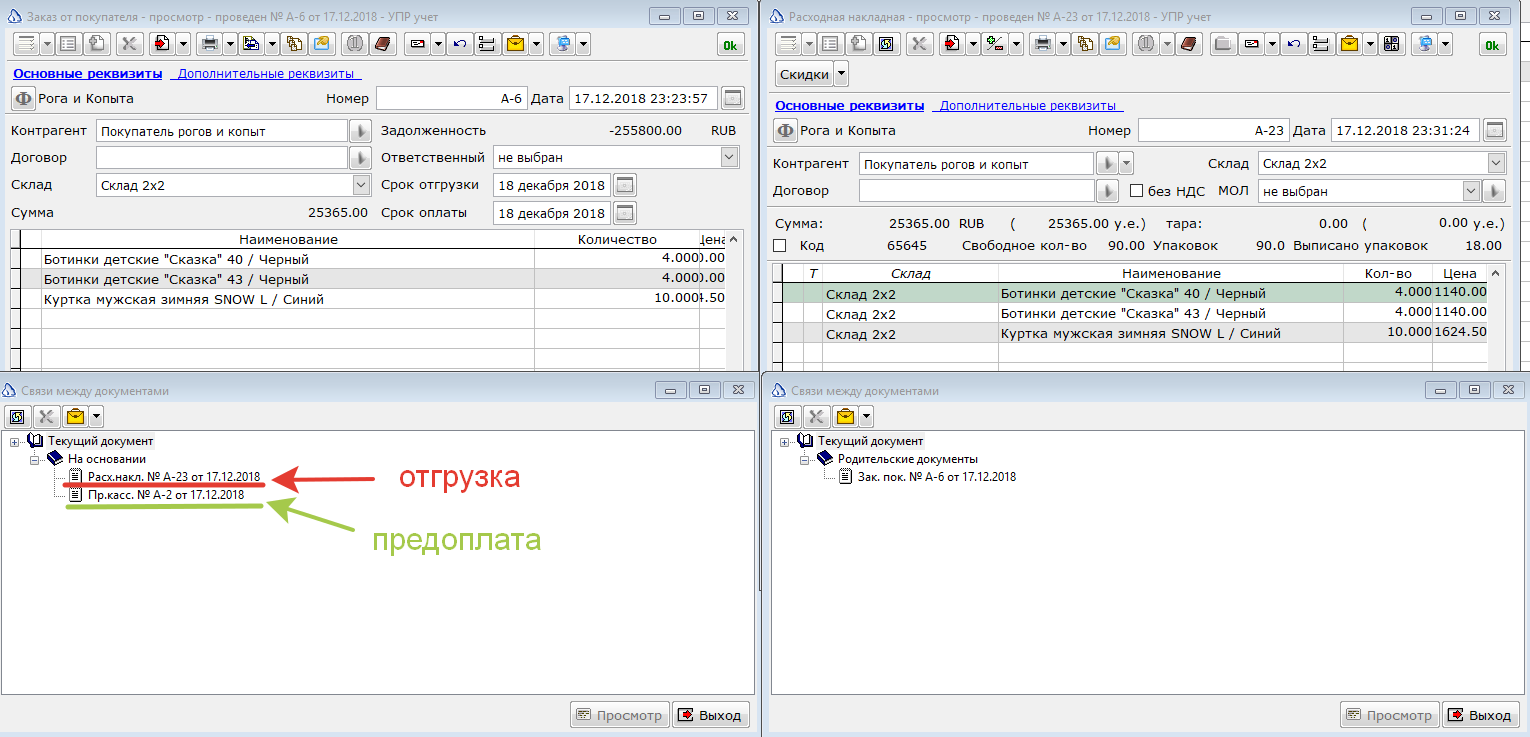 Заказ от покупателя - просмотр - проведен № А-6 от 17.12.2018 - УПР учет
Ok
Основные реквизиты Дополнительные реквизиты
Ф Рога и Копыта Номер А-6 Дата 17.12.2018 23:23:57
Контрагент Покупатель рогов и копыт Задолженность -255800.00 RUB
Договор Ответственный не выбран
Склад Склад 2х2 Срок отгрузки 18 декабря 2018
Сумма 25365.00 Срок оплаты 18 декабря 2018
Наименование Количество Цена
Ботинки детские "Сказка" 40 / Черный 4.000 0.00
Ботинки детские "Сказка" 43 / Черный 4.000 0.00
Куртка мужская зимняя SNOW L / Синий 10.000 4.50
Расходная накладная - просмотр - проведен № А-23 от 17.12.2018 - УПР учет
Ok
Скидки
Основные реквизиты Дополнительные реквизиты
Ф Рога и Копыта Номер А-23 Дата 17.12.2018 23:31:24
Контрагент Покупатель рогов и копыт Склад Склад 2х2
Договор без НДС МОЛ не выбран
Сумма: 25365.00 RUB ( 25365.00 у.е.) тара: 0.00 ( 0.00 у.е.)
Код 65645 Свободное кол-во 90.00 Упаковок 90.0 Выписано упаковок 18.00
Т Склад Наименование Кол-во Цена
Склад 2х2 Ботинки детские "Сказка" 40 / Черный 4.000 1140.00
Склад 2х2 Ботинки детские "Сказка" 43 / Черный 4.000 1140.00
Склад 2х2 Куртка мужская зимняя SNOW L / Синий 10.000 1624.50
Связи между документами
Текущий документ
На основании
Расх.накл. № А-23 от 17.12.2018
отгрузка
Пр.касс. № А-2 от 17.12.2018
предоплата
Просмотр Выход
Связи между документами
Текущий документ
Родительские документы
Зак. пок. № А-6 от 17.12.2018
Просмотр Выход